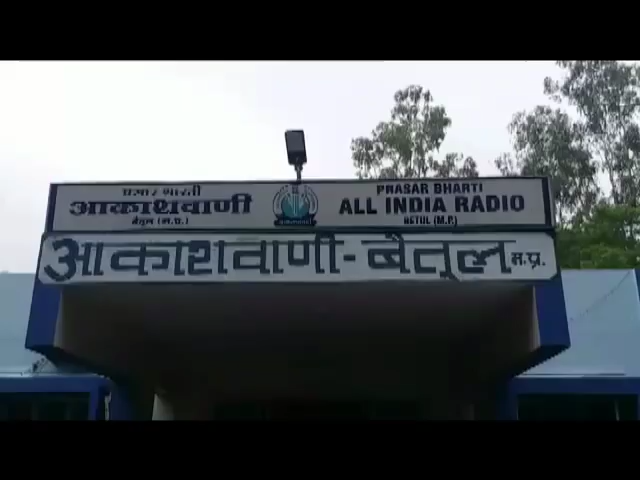 प्रसार भारती
आकाशवाणी
बैतूल (म.प्र.)
PRASAR BHARTI
ALL INDIA RADIO
BETUL (M.P.)
आकाशवाणी-बैतूल म.प्र.